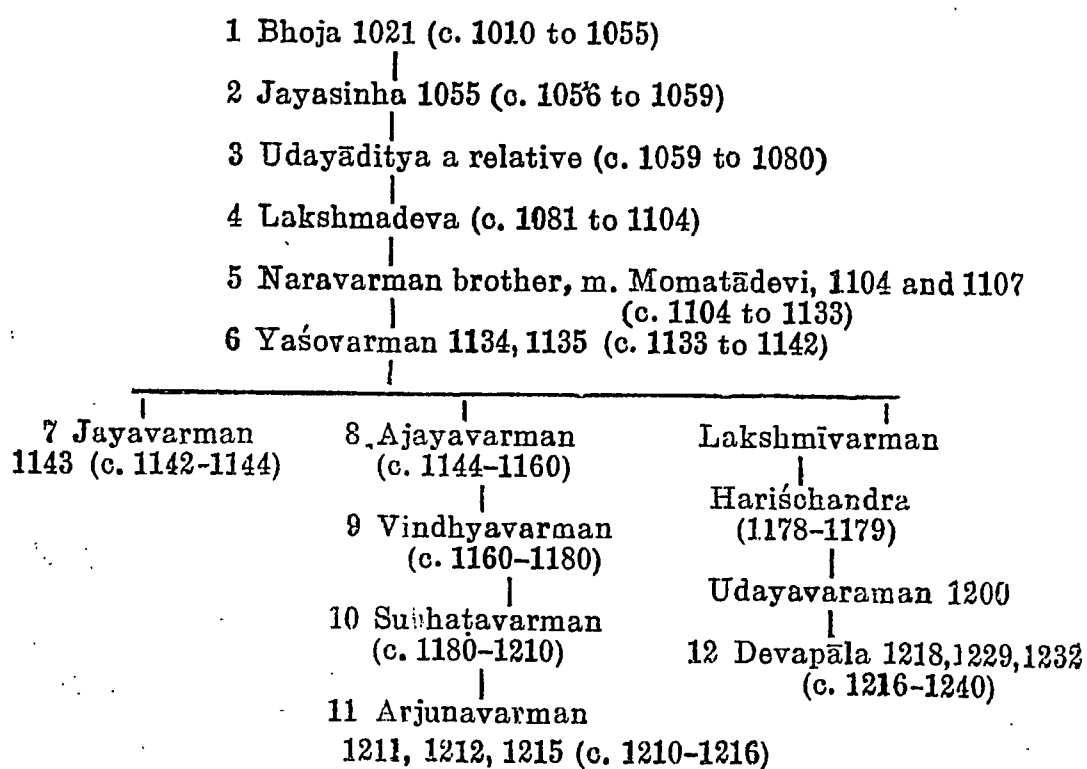 1 Bhoja 1021 (c. 1010 to 1055)
2 Jayasinha 1055 (c. 1056 to 1059)
3 Udayāditya a relative (c. 1059 to 1080)
4 Lakshmadeva (c. 1081 to 1104)
5 Naravarman brother, m. Momatādevi, 1104 and 1107
(c. 1104 to 1133)
6 Yaśovarman 1134, 1135 (c. 1133 to 1142)
7 Jayavarman
1143 (c. 1142-1144)
8 Ajayavarman
(c. 1144-1160)
9 Vindhyavarman
(c. 1160-1180)
10 Subhaṭavarman
(c. 1180-1210)
11 Arjunavarman
1211, 1212, 1215 (c. 1210-1216)
Lakshmīvarman
Hariśchandra
(1178-1179)
Udayavaraman 1200
12 Devapāla 1218, 1229, 1232
(c. 1216-1240)